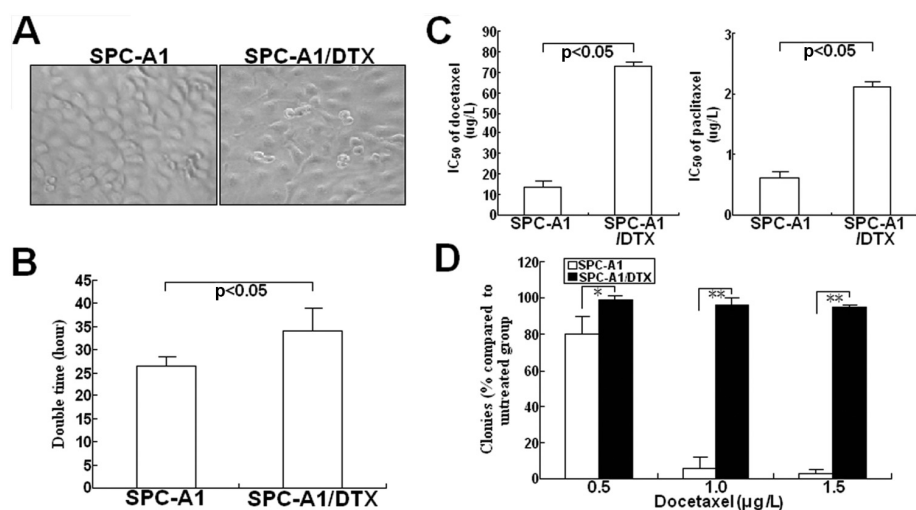 A
SPC-A1
SPC-A1/DTX
B
Double time (hour)
45
40
35
30
25
20
15
10
5
0
p<0.05
SPC-A1
SPC-A1/DTX
C
IC50 of docetaxel
(ug/L)
90
80
70
60
50
40
30
20
10
0
p<0.05
SPC-A1
SPC-A1
/DTX
IC50 of paclitaxel
(ug/L)
3
2
1
0
p<0.05
SPC-A1
SPC-A1
/DTX
D
Clonies (% compared to
untreated group
120
100
80
60
40
20
0
SPC-A1
SPC-A1/DTX
*
**
**
0.5
1.0
1.5
Docetaxel (µg/L)